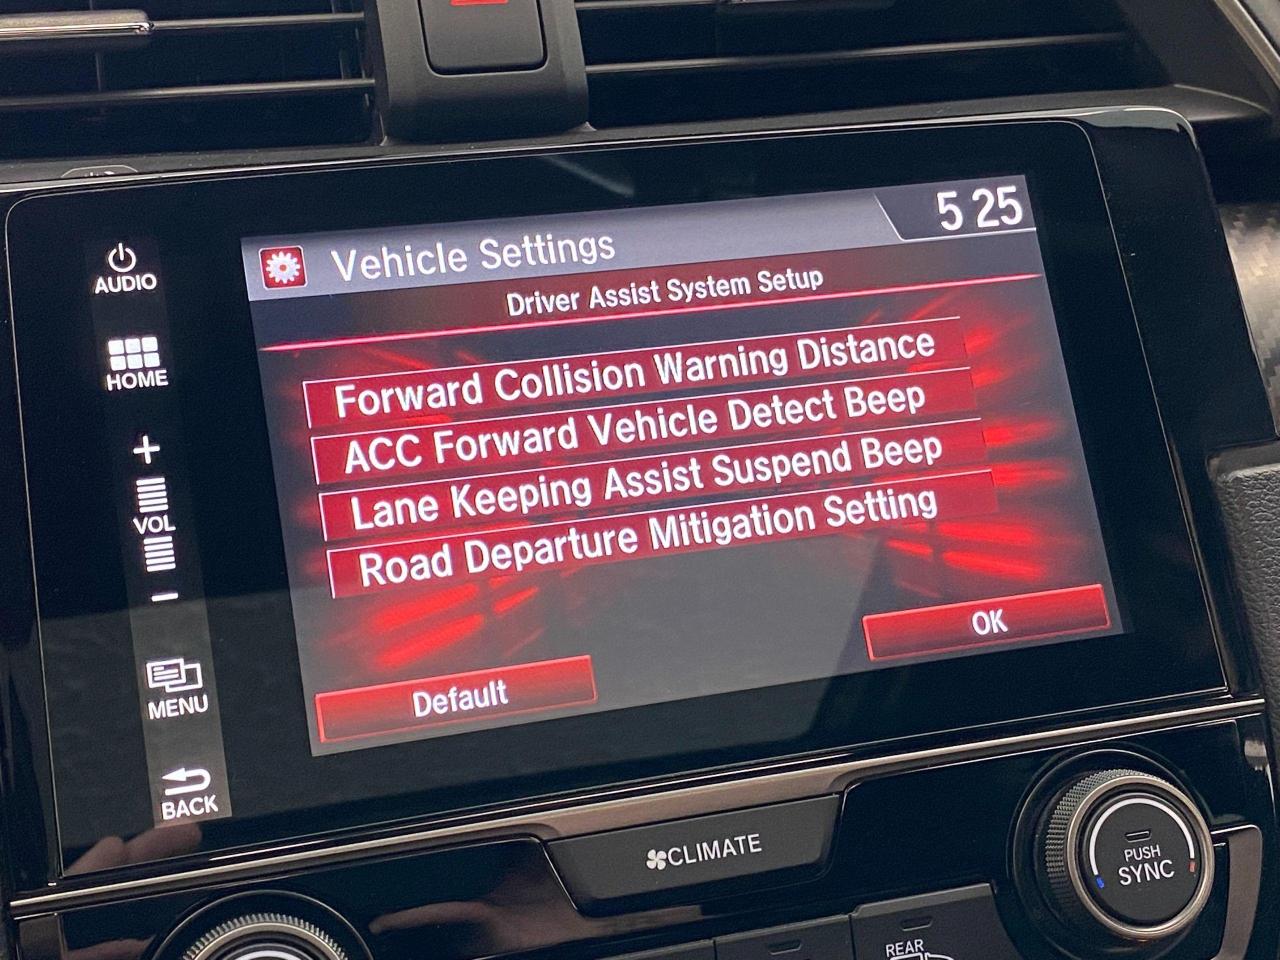 5 25
Vehicle Settings
Driver Assist System Setup
Forward Collision Warning Distance
ACC Forward Vehicle Detect Beep
Lane Keeping Assist Suspend Beep
Road Departure Mitigation Setting
OK
Default
AUDIO
HOME
+
VOL
-
MENU
BACK
CLIMATE
PUSH
SYNC
REAR